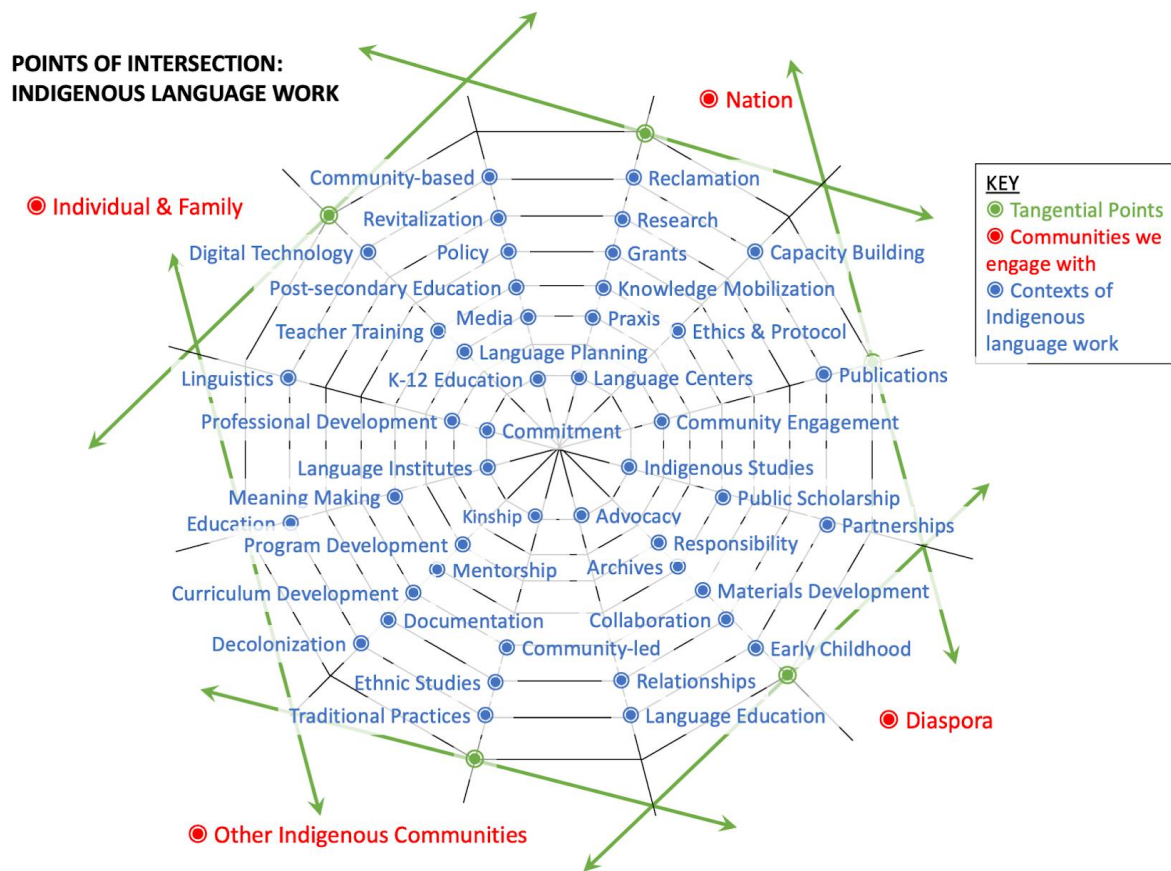 POINTS OF INTERSECTION:
INDIGENOUS LANGUAGE WORK
Nation
Individual & Family
KEY
Tangential Points
Communities we
engage with
Contexts of
Indigenous
language work
Community-based
Reclamation
Revitalization
Research
Digital Technology
Policy
Grants
Capacity Building
Post-secondary Education
Knowledge Mobilization
Teacher Training
Media
Praxis
Ethics & Protocol
Language Planning
Linguistics
K-12 Education
Language Centers
Publications
Professional Development
Commitment
Community Engagement
Language Institutes
Indigenous Studies
Meaning Making
Public Scholarship
Education
Kinship
Advocacy
Partnerships
Program Development
Responsibility
Mentorship
Archives
Curriculum Development
Materials Development
Documentation
Collaboration
Decolonization
Community-led
Early Childhood
Ethnic Studies
Relationships
Traditional Practices
Language Education
Diaspora
Other Indigenous Communities